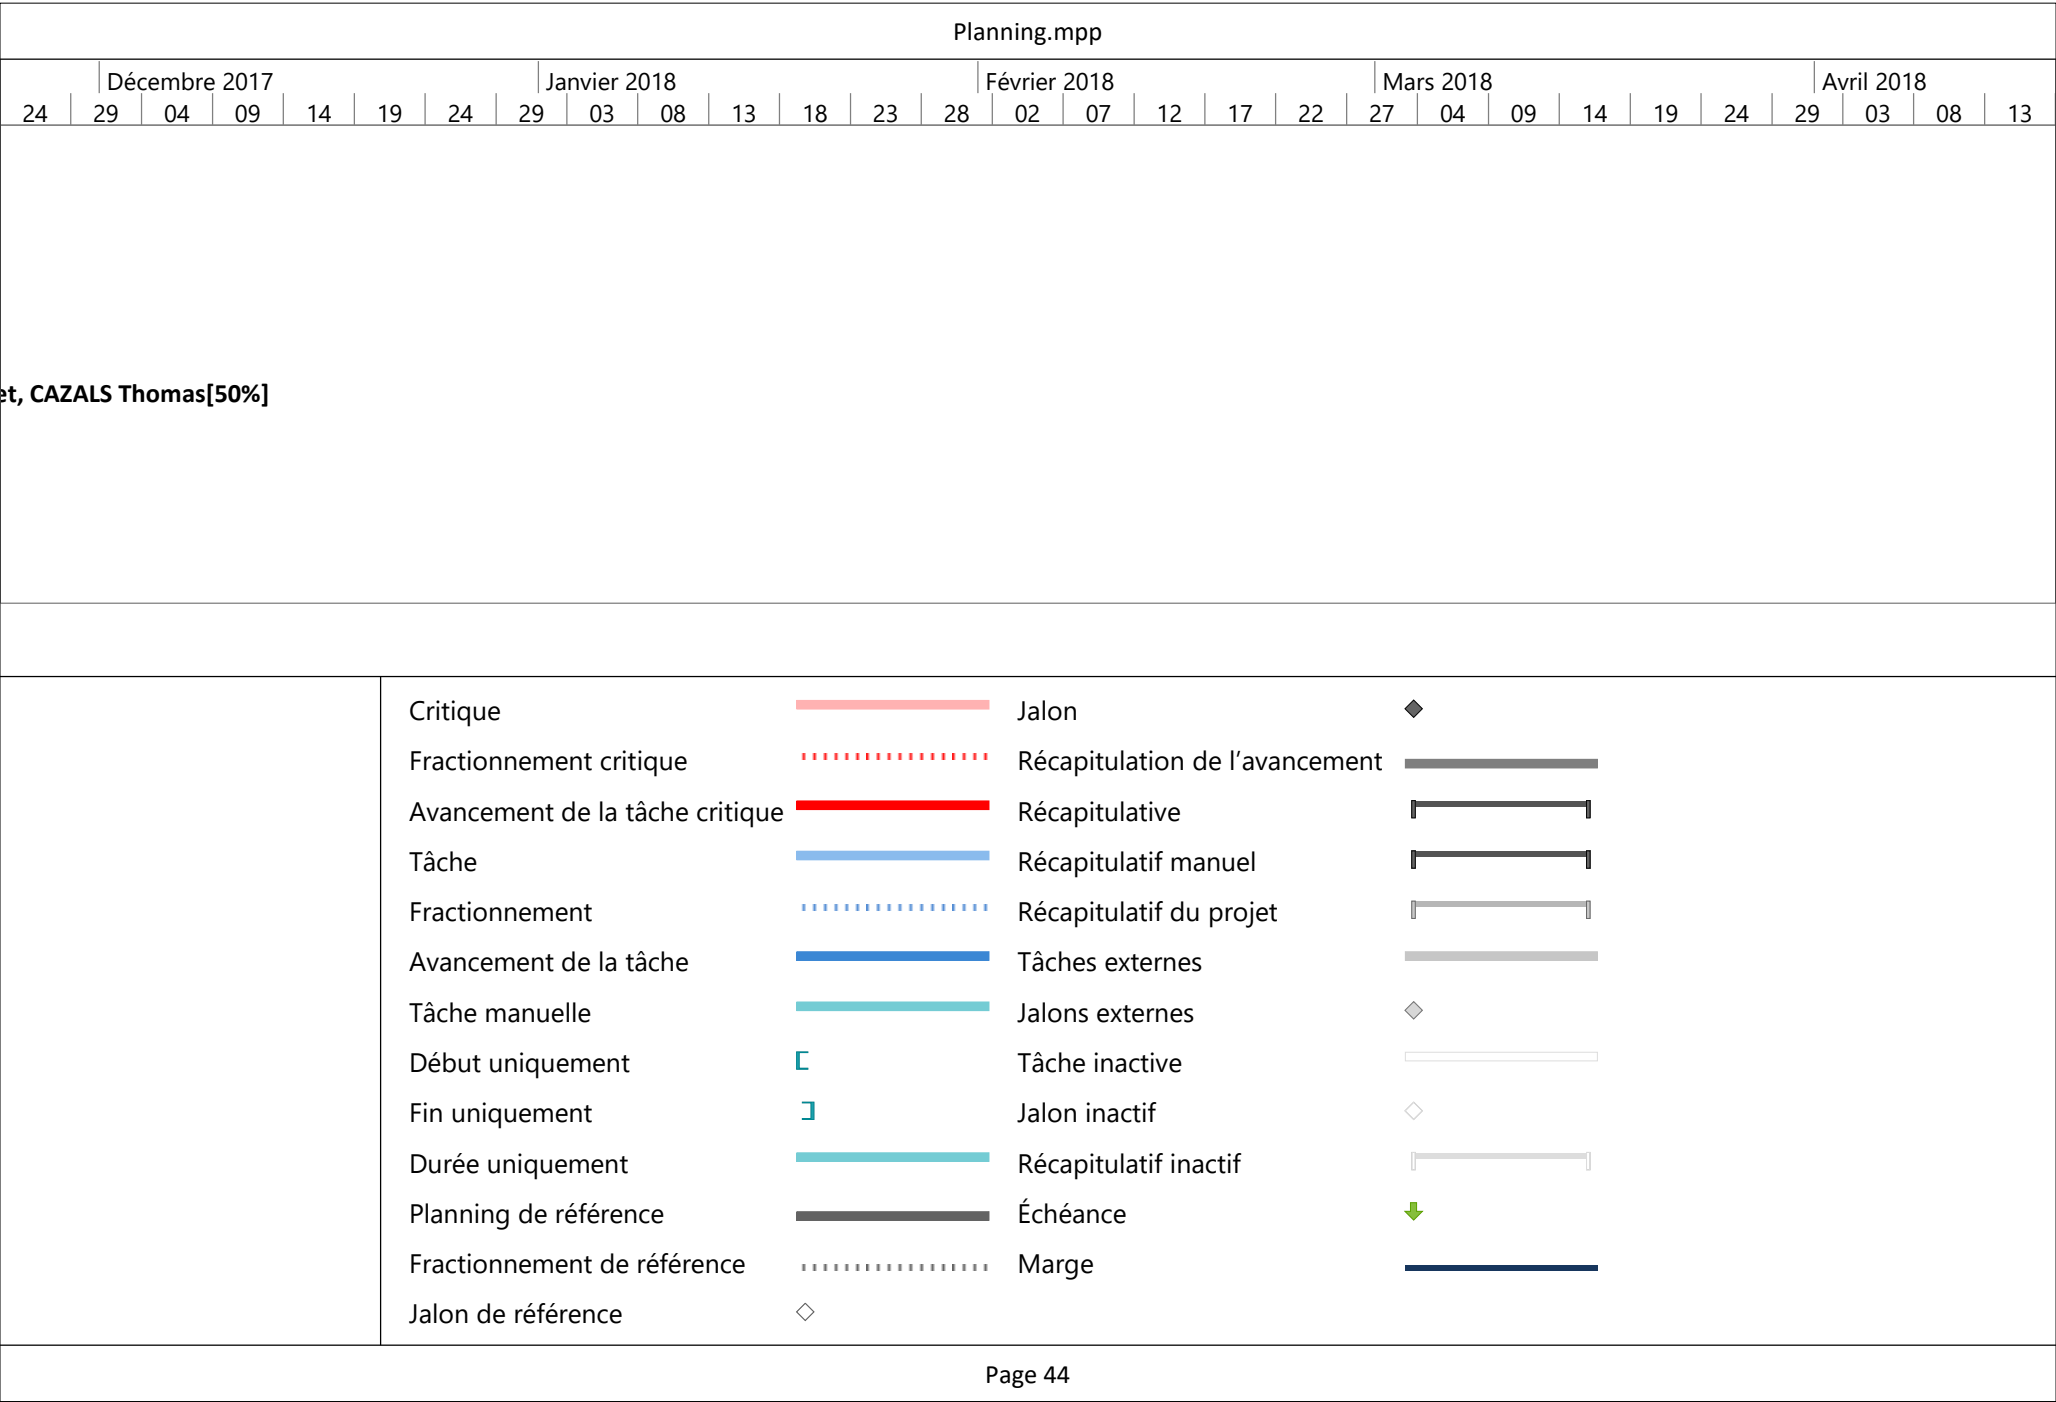 Planning.mpp
Décembre 2017 Janvier 2018 Février 2018 Mars 2018 Avril 2018
24 29 04 09 14 19 24 29 03 08 13 18 23 28 02 07 12 17 22 27 04 09 14 19 24 29 03 08 13
et, CAZALS Thomas[50%]
Critique Jalon
Fractionnement critique Récapitulation de l’avancement
Avancement de la tâche critique Récapitulative
Tâche Récapitulatif manuel
Fractionnement Récapitulatif du projet
Avancement de la tâche Tâches externes
Tâche manuelle Jalons externes
Début uniquement Tâche inactive
Fin uniquement Jalon inactif
Durée uniquement Récapitulatif inactif
Planning de référence Échéance
Fractionnement de référence Marge
Jalon de référence
Page 44